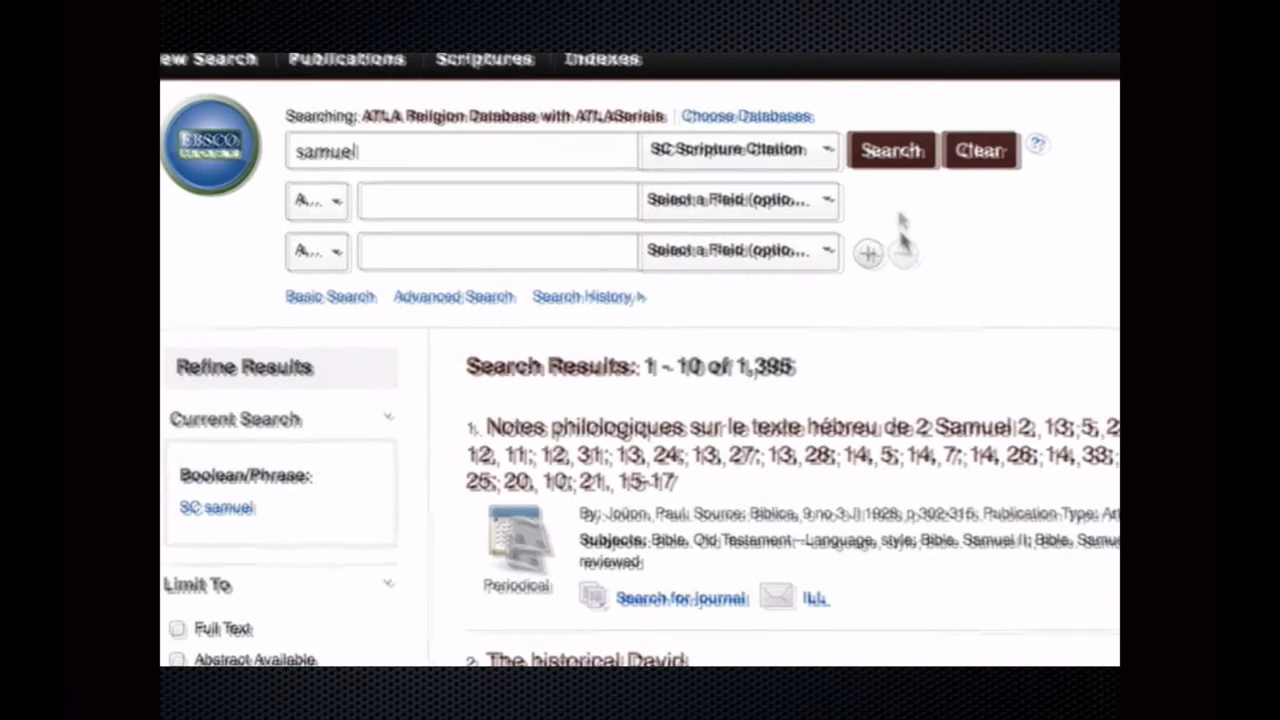 ew Search Publications Scriptures Indexes
Searching: ATLA Religion Database with ATLASerials Choose Databases
EBSCO
samuel SC Scripture Citation Search Clear ?
A... Select a Field (optio...
A... Select a Field (optio...
Basic Search Advanced Search Search History
Refine Results
Current Search
Boolean/Phrase:
SC samuel
Limit To
Full Text
Abstract Available
Search Results: 1 - 10 of 1,395
1. Notes philologiques sur le texte hébreu de 2 Samuel 2, 13; 5, 2
12, 11; 12, 31; 13, 24; 13, 27; 13, 28; 14, 5; 14, 7; 14, 26; 14, 33;
25; 20, 10; 21, 15-17
By: Joüon, Paul. Source: Biblica, 9 no 3 Jl 1928, p 302-315. Publication Type: Art
Subjects: Bible. Old Testament--Language, style; Bible. Samuel II; Bible. Samue
reviewed
Periodical
Search for journal ILL
2. The historical David